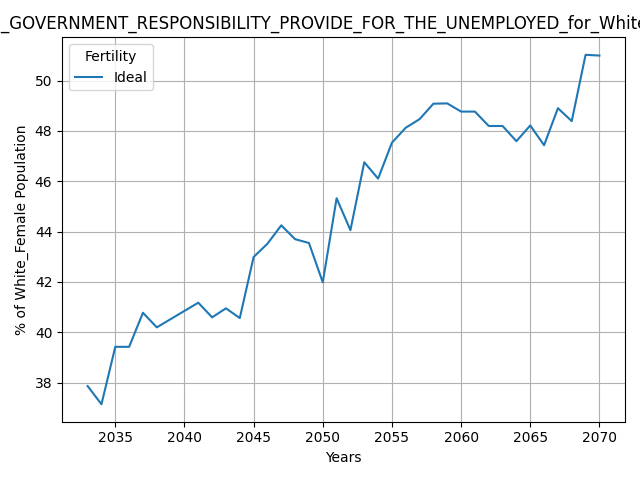 _GOVERNMENT_RESPONSIBILITY_PROVIDE_FOR_THE_UNEMPLOYED_for_White
Fertility
Ideal
50
48
46
44
42
40
38
% of White_Female Population
2035 2040 2045 2050 2055 2060 2065 2070
Years